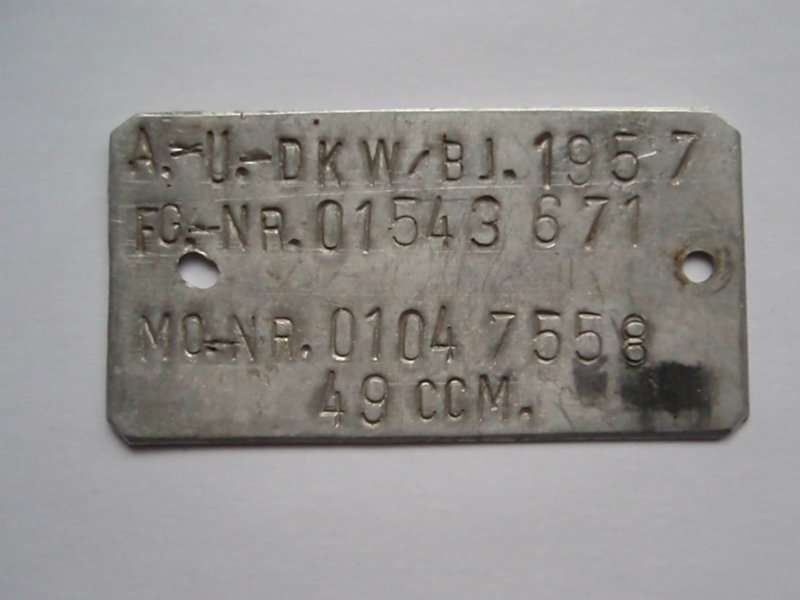 A.-U.-DKW/BJ.1957
FG.-NR.01543671
MO.-NR.01047558
49 CCM.